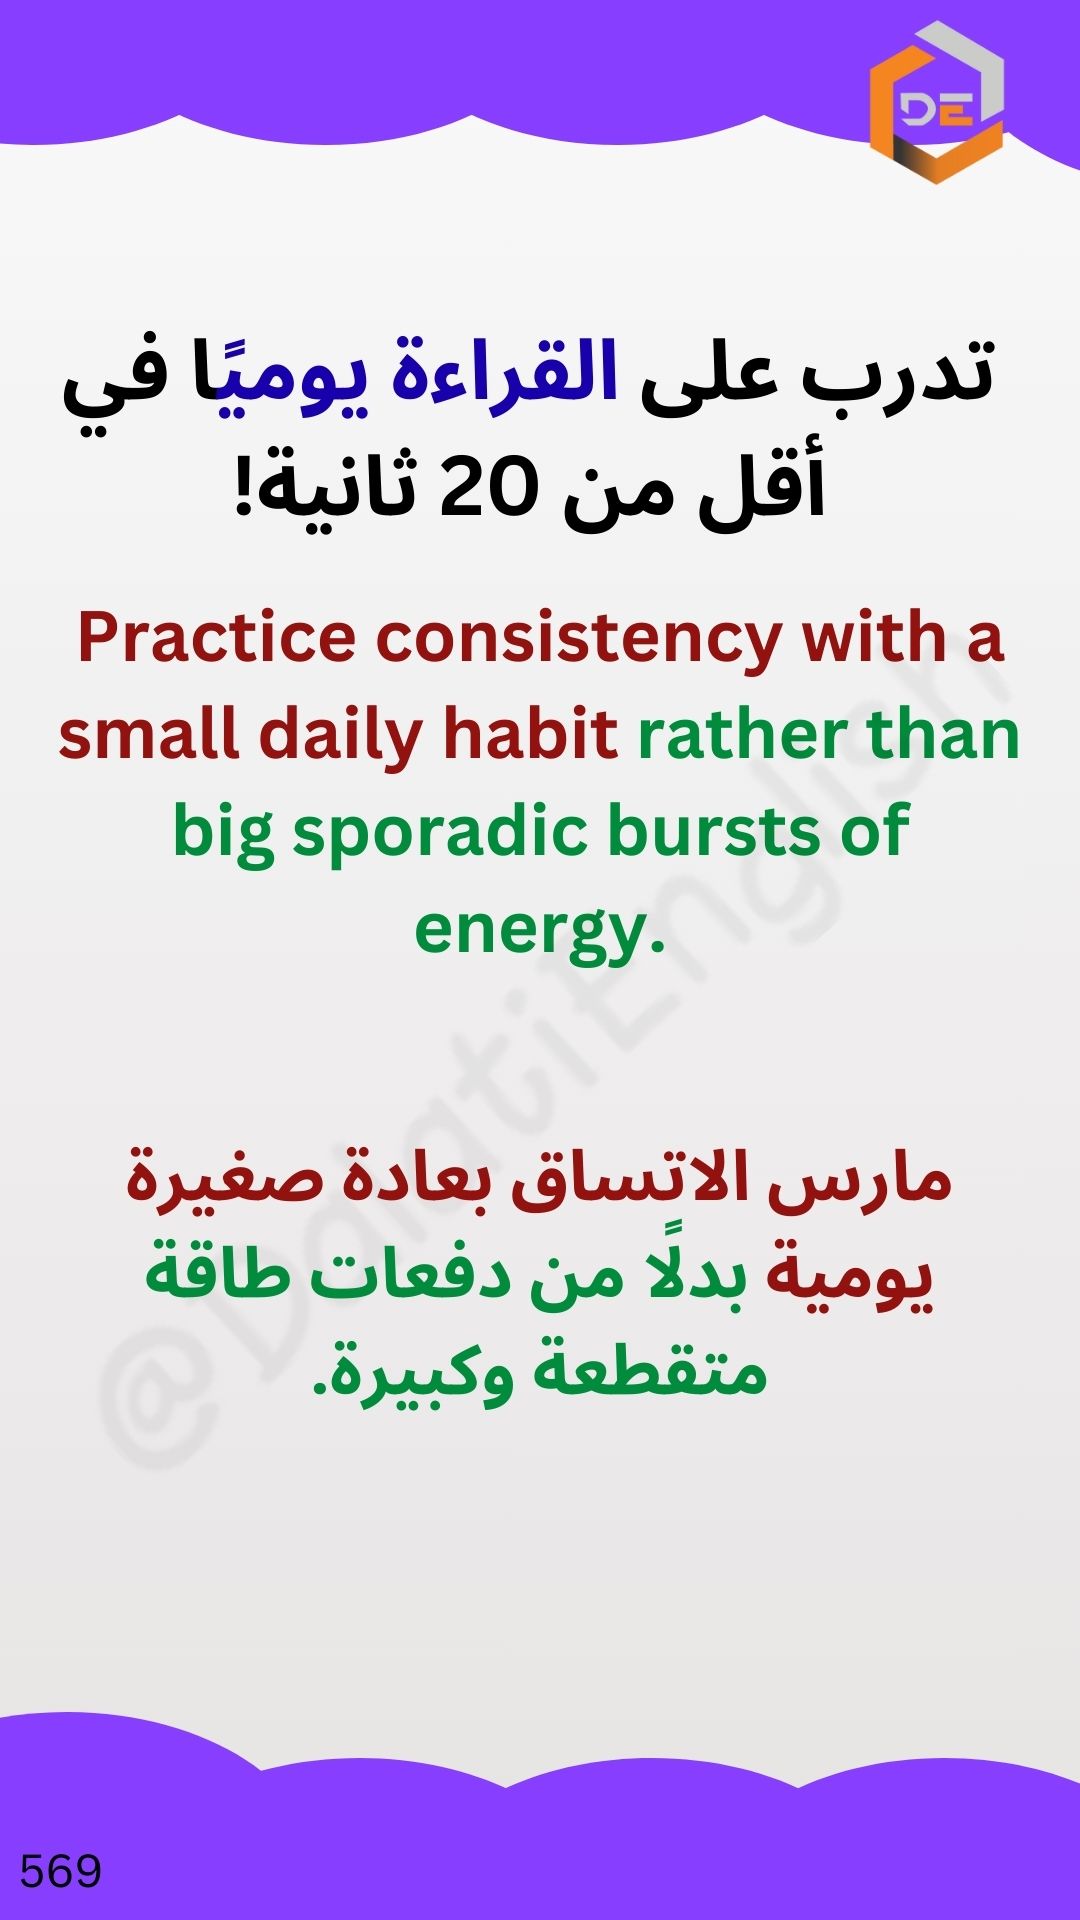 DE
تدرب على القراءة يوميًا في
أقل من 20 ثانية!
Practice consistency with a
small daily habit rather than
big sporadic bursts of
energy.
@DdiatiEnglish
مارس الاتساق بعادة صغيرة
يومية بدلًا من دفعات طاقة
متقطعة وكبيرة.
569